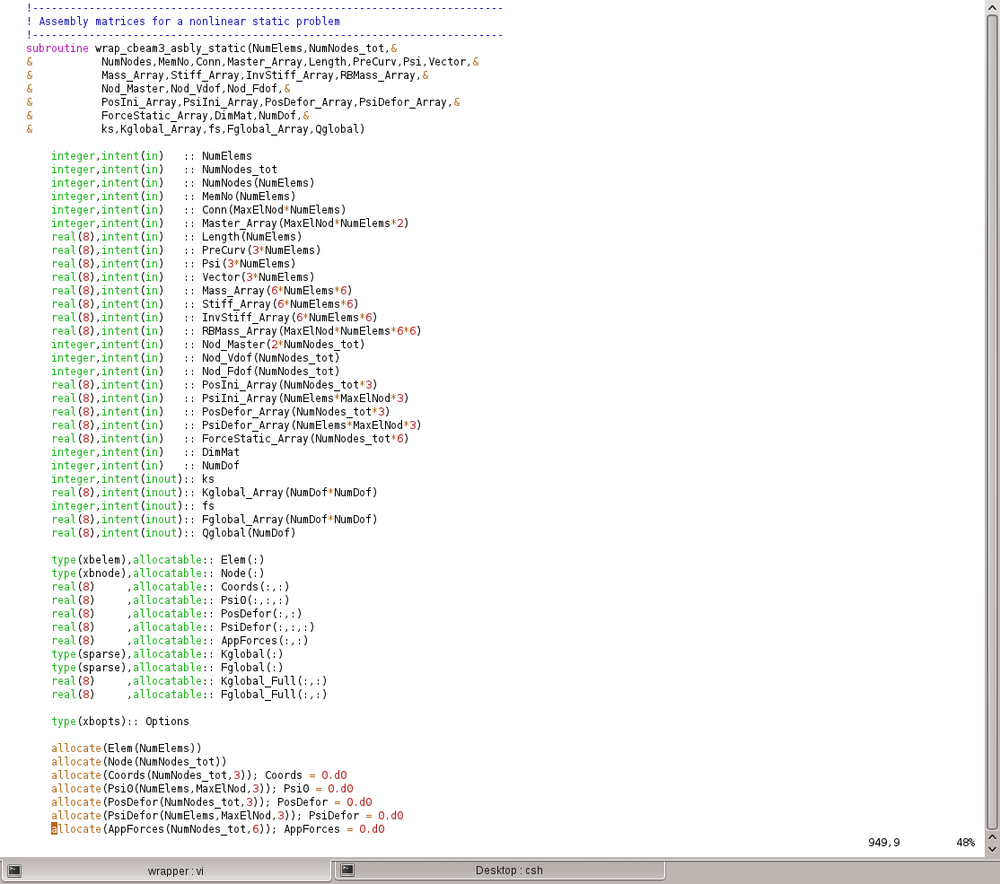 !---------------------------------------------------------------------------
! Assembly matrices for a nonlinear static problem
!---------------------------------------------------------------------------
subroutine wrap_cbeam3_asbly_static(NumElems,NumNodes_tot,&
&           NumNodes,MemNo,Conn,Master_Array,Length,PreCurv,Psi,Vector,&
&           Mass_Array,Stiff_Array,InvStiff_Array,RBMass_Array,&
&           Nod_Master,Nod_Vdof,Nod_Fdof,&
&           PosIni_Array,PsiIni_Array,PosDefor_Array,PsiDefor_Array,&
&           ForceStatic_Array,DimMat,NumDof,&
&           ks,Kglobal_Array,fs,Fglobal_Array,Qglobal)
integer,intent(in)   :: NumElems
integer,intent(in)   :: NumNodes_tot
integer,intent(in)   :: NumNodes(NumElems)
integer,intent(in)   :: MemNo(NumElems)
integer,intent(in)   :: Conn(MaxElNod*NumElems)
integer,intent(in)   :: Master_Array(MaxElNod*NumElems*2)
real(8),intent(in)   :: Length(NumElems)
real(8),intent(in)   :: PreCurv(3*NumElems)
real(8),intent(in)   :: Psi(3*NumElems)
real(8),intent(in)   :: Vector(3*NumElems)
real(8),intent(in)   :: Mass_Array(6*NumElems*6)
real(8),intent(in)   :: Stiff_Array(6*NumElems*6)
real(8),intent(in)   :: InvStiff_Array(6*NumElems*6)
real(8),intent(in)   :: RBMass_Array(MaxElNod*NumElems*6*6)
integer,intent(in)   :: Nod_Master(2*NumNodes_tot)
integer,intent(in)   :: Nod_Vdof(NumNodes_tot)
integer,intent(in)   :: Nod_Fdof(NumNodes_tot)
real(8),intent(in)   :: PosIni_Array(NumNodes_tot*3)
real(8),intent(in)   :: PsiIni_Array(NumElems*MaxElNod*3)
real(8),intent(in)   :: PosDefor_Array(NumNodes_tot*3)
real(8),intent(in)   :: PsiDefor_Array(NumElems*MaxElNod*3)
real(8),intent(in)   :: ForceStatic_Array(NumNodes_tot*6)
integer,intent(in)   :: DimMat
integer,intent(in)   :: NumDof
integer,intent(inout):: ks
real(8),intent(inout):: Kglobal_Array(NumDof*NumDof)
integer,intent(inout):: fs
real(8),intent(inout):: Fglobal_Array(NumDof*NumDof)
real(8),intent(inout):: Qglobal(NumDof)
type(xbelem),allocatable:: Elem(:)
type(xbnode),allocatable:: Node(:)
real(8)     ,allocatable:: Coords(:,:)
real(8)     ,allocatable:: Psi0(:,:,:)
real(8)     ,allocatable:: PosDefor(:,:)
real(8)     ,allocatable:: PsiDefor(:,:,:)
real(8)     ,allocatable:: AppForces(:,:)
type(sparse),allocatable:: Kglobal(:)
type(sparse),allocatable:: Fglobal(:)
real(8)     ,allocatable:: Kglobal_Full(:,:)
real(8)     ,allocatable:: Fglobal_Full(:,:)
type(xbopts):: Options
allocate(Elem(NumElems))
allocate(Node(NumNodes_tot))
allocate(Coords(NumNodes_tot,3)); Coords = 0.d0
allocate(Psi0(NumElems,MaxElNod,3)); Psi0 = 0.d0
allocate(PosDefor(NumNodes_tot,3)); PosDefor = 0.d0
allocate(PsiDefor(NumElems,MaxElNod,3)); PsiDefor = 0.d0
allocate(AppForces(NumNodes_tot,6)); AppForces = 0.d0
949,9         48%
wrapper : vi
Desktop : csh